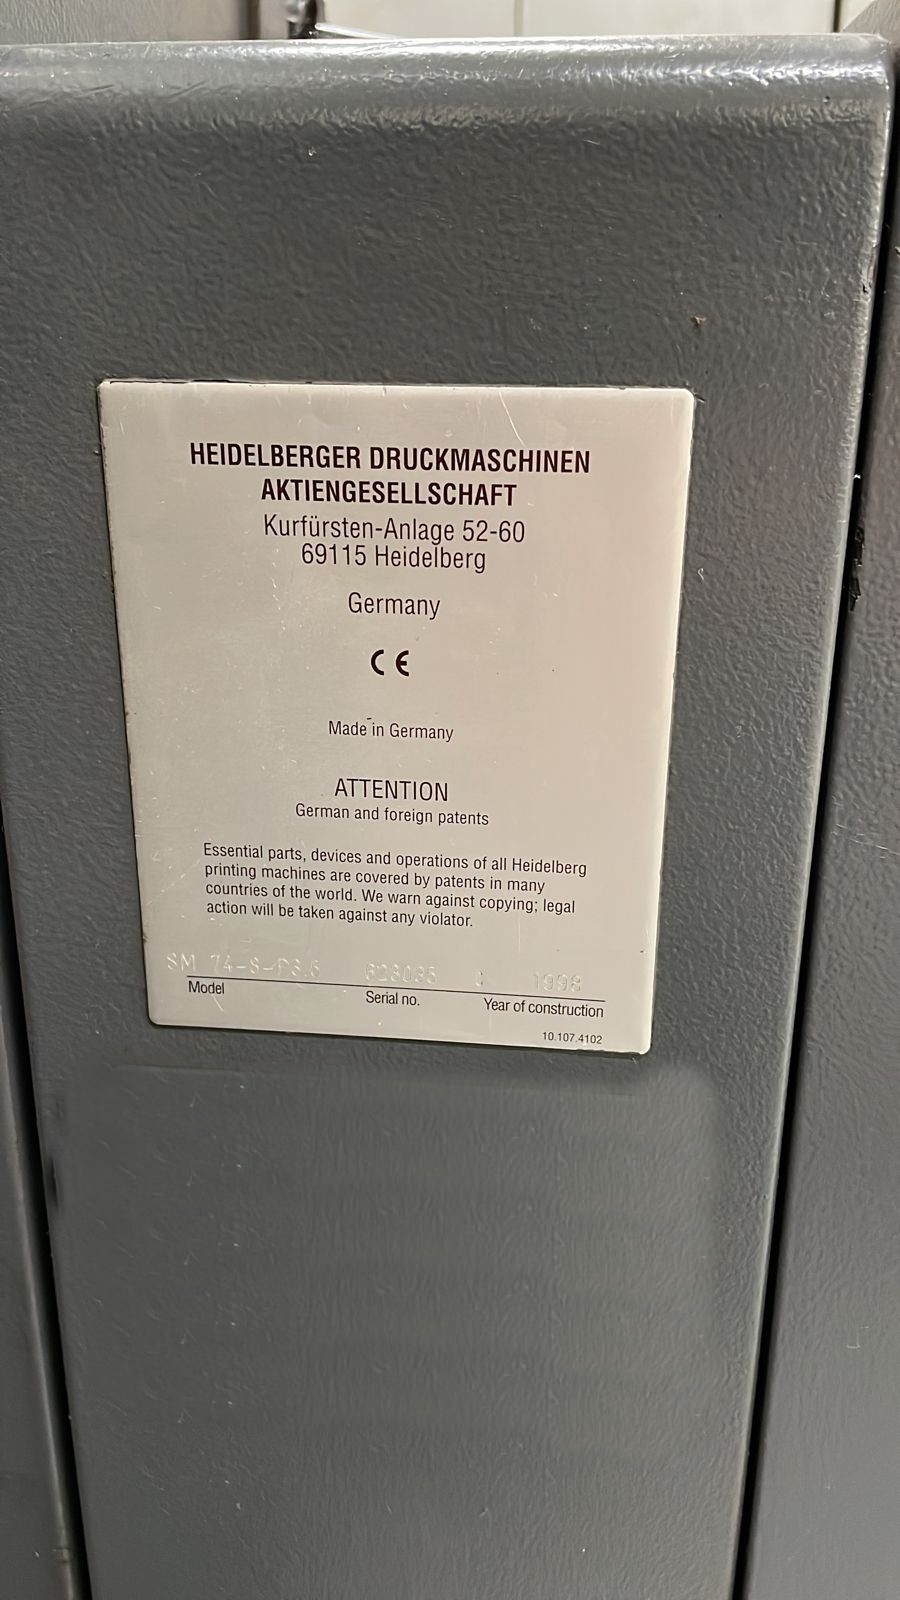 HEIDELBERGER DRUCKMASCHINEN
AKTIENGESELLSCHAFT
Kurfürsten-Anlage 52-60
69115 Heidelberg
Germany
CE
Made in Germany
ATTENTION
German and foreign patents
Essential parts, devices and operations of all Heidelberg
printing machines are covered by patents in many
countries of the world. We warn against copying; legal
action will be taken against any violator.
SM 1998
Model Serial no. Year of construction
10.107.4102